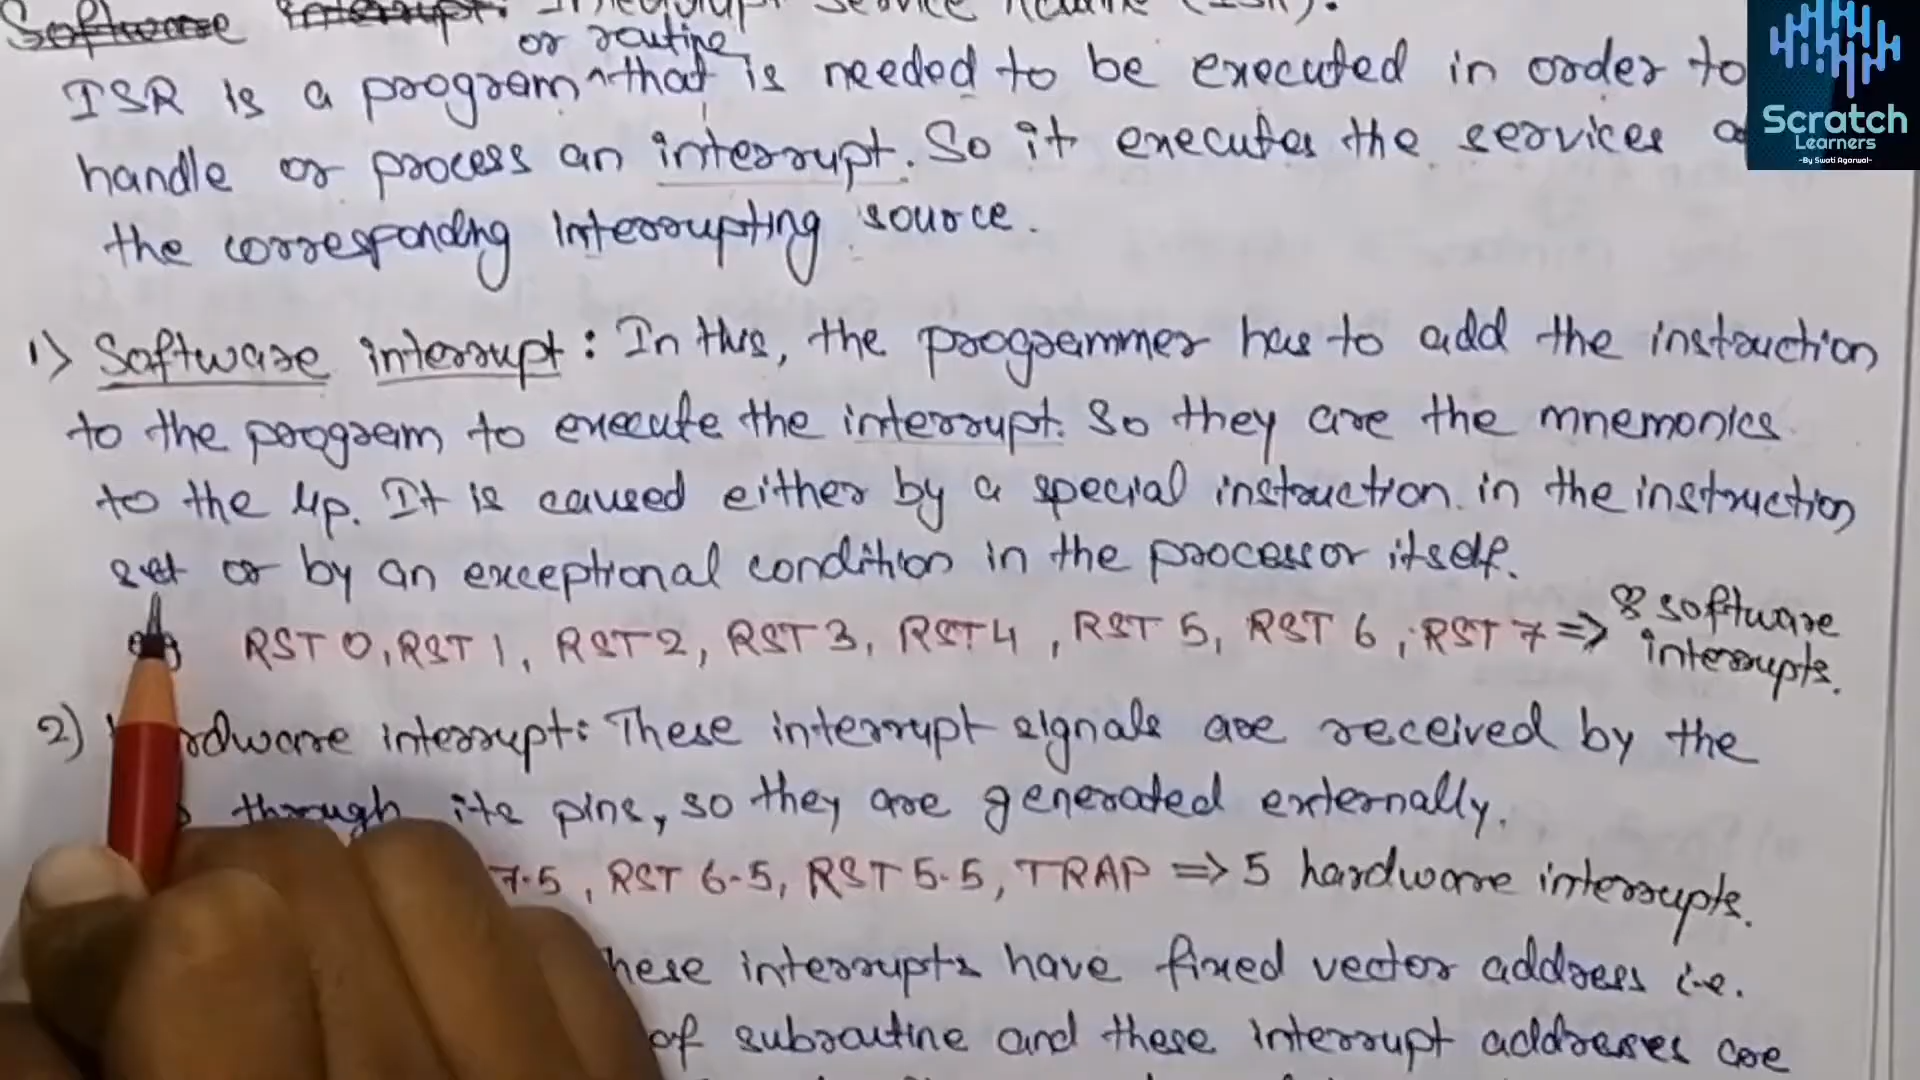 Software interrupt: Interrupt Service Routine (ISR).
or routine
ISR is a program ^ that is needed to be executed in order to
handle or process an interrupt. So it executes the services
the corresponding interrupting source.
1) Software interrupt: In this, the programmer has to add the instruction
to the program to execute the interrupt. So they are the mnemonics
to the μp. It is caused either by a special instruction in the instruction
set or by an exceptional condition in the processor itself.
RST 0, RST 1, RST 2, RST 3, RST 4, RST 5, RST 6, RST 7 => 8 software
interrupts.
2) interrupt: These interrupt signals are received by the
through its pins, so they are generated externally.
7.5, RST 6.5, RST 5.5, TRAP => 5 hardware interrupts.
these interrupts have fixed vector address i.e.
of subroutine and these interrupt addresses are
Scratch
Learners
-By Swati Agarwal-